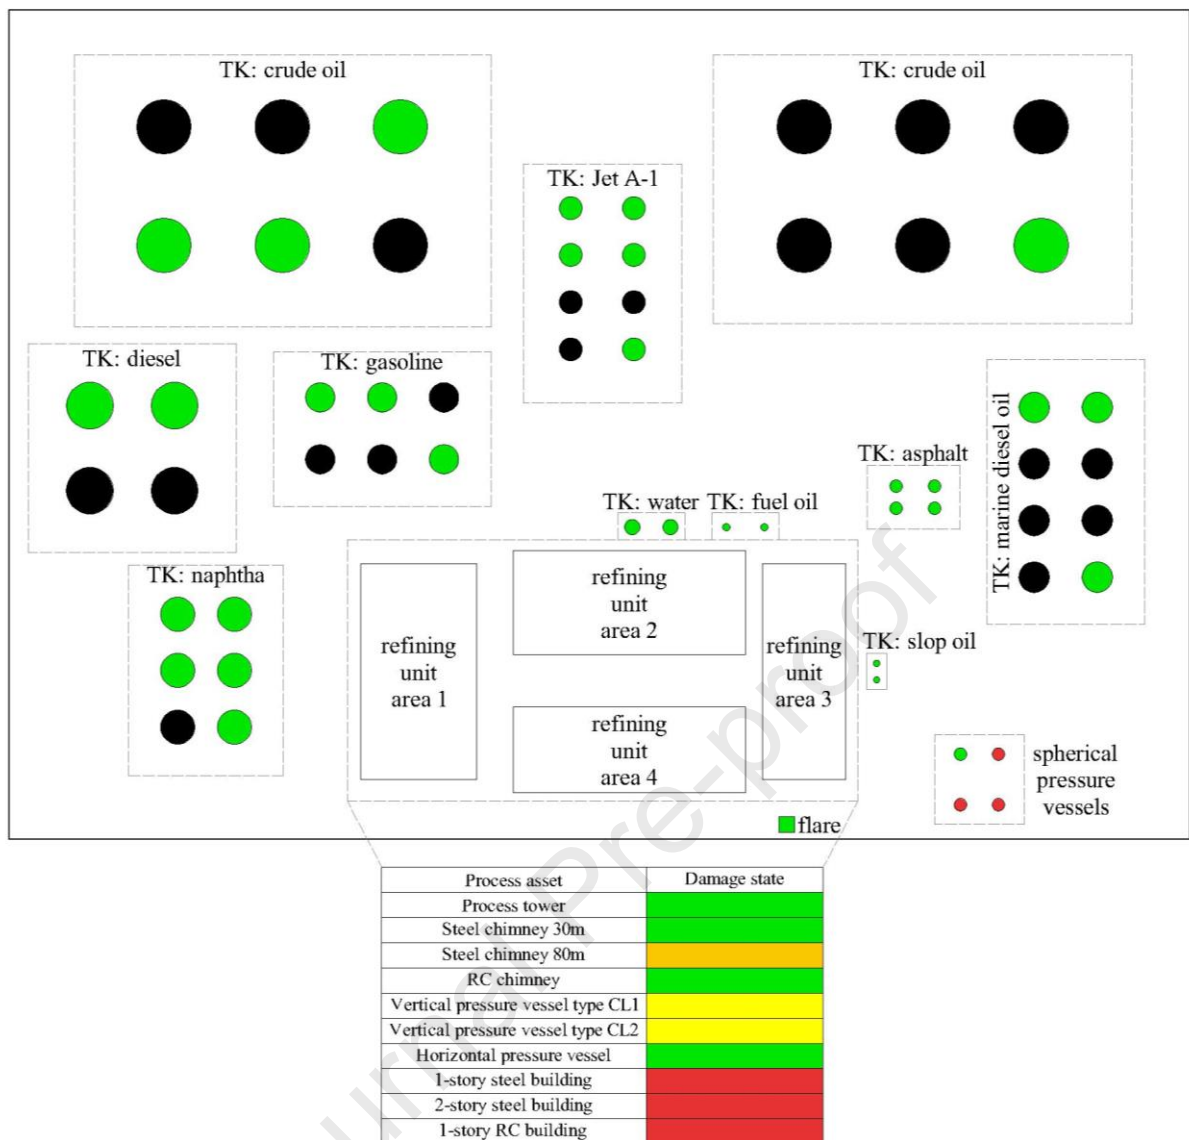 TK: crude oil
TK: crude oil
TK: Jet A-1
TK: diesel
TK: gasoline
TK: marine diesel oil
TK: asphalt
TK: water
TK: fuel oil
TK: naphtha
refining
unit
area 1
refining
unit
area 2
refining
unit
area 3
refining
unit
area 4
TK: slop oil
spherical
pressure
vessels
flare
Process asset Damage state
Process tower
Steel chimney 30m
Steel chimney 80m
RC chimney
Vertical pressure vessel type CL1
Vertical pressure vessel type CL2
Horizontal pressure vessel
1-story steel building
2-story steel building
1-story RC building
urnal Pre-proof